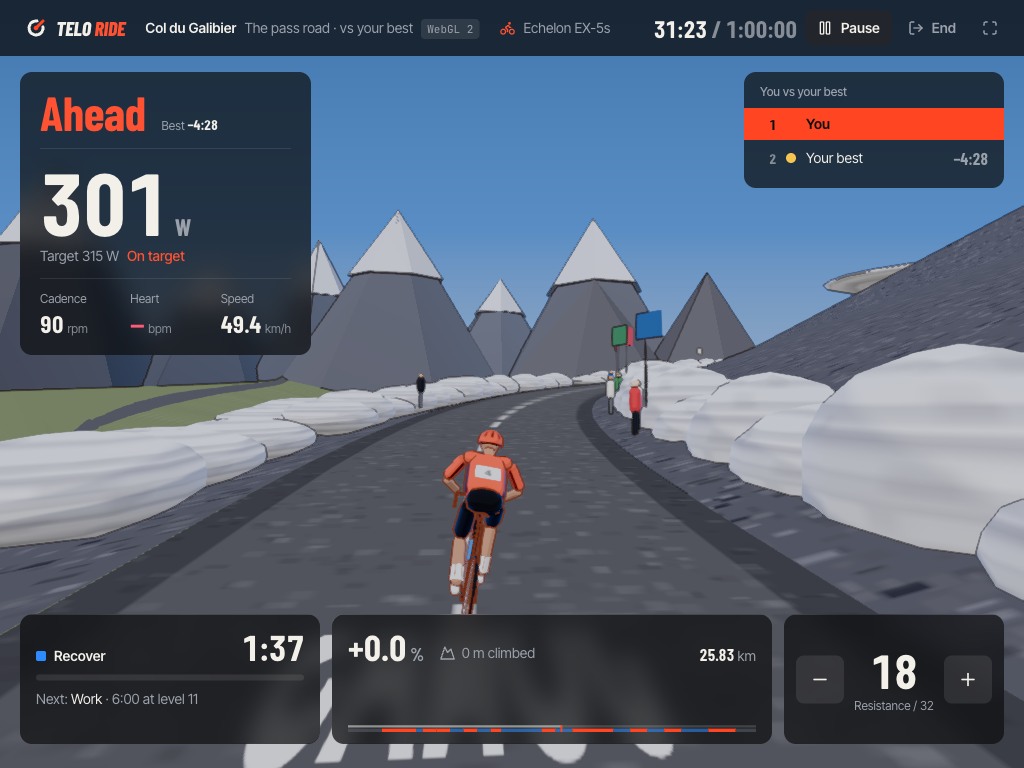 TELO RIDE Col du Galibier The pass road · vs your best WebGL 2 Echelon EX-5s 31:23 / 1:00:00 Pause End
Ahead Best −4:28
301 W
Target 315 W On target
Cadence Heart Speed
90 rpm — bpm 49.4 km/h
You vs your best
1 You
2 Your best −4:28
Recover 1:37
Next: Work · 6:00 at level 11
+0.0 % 0 m climbed 25.83 km
− 18 +
Resistance / 32